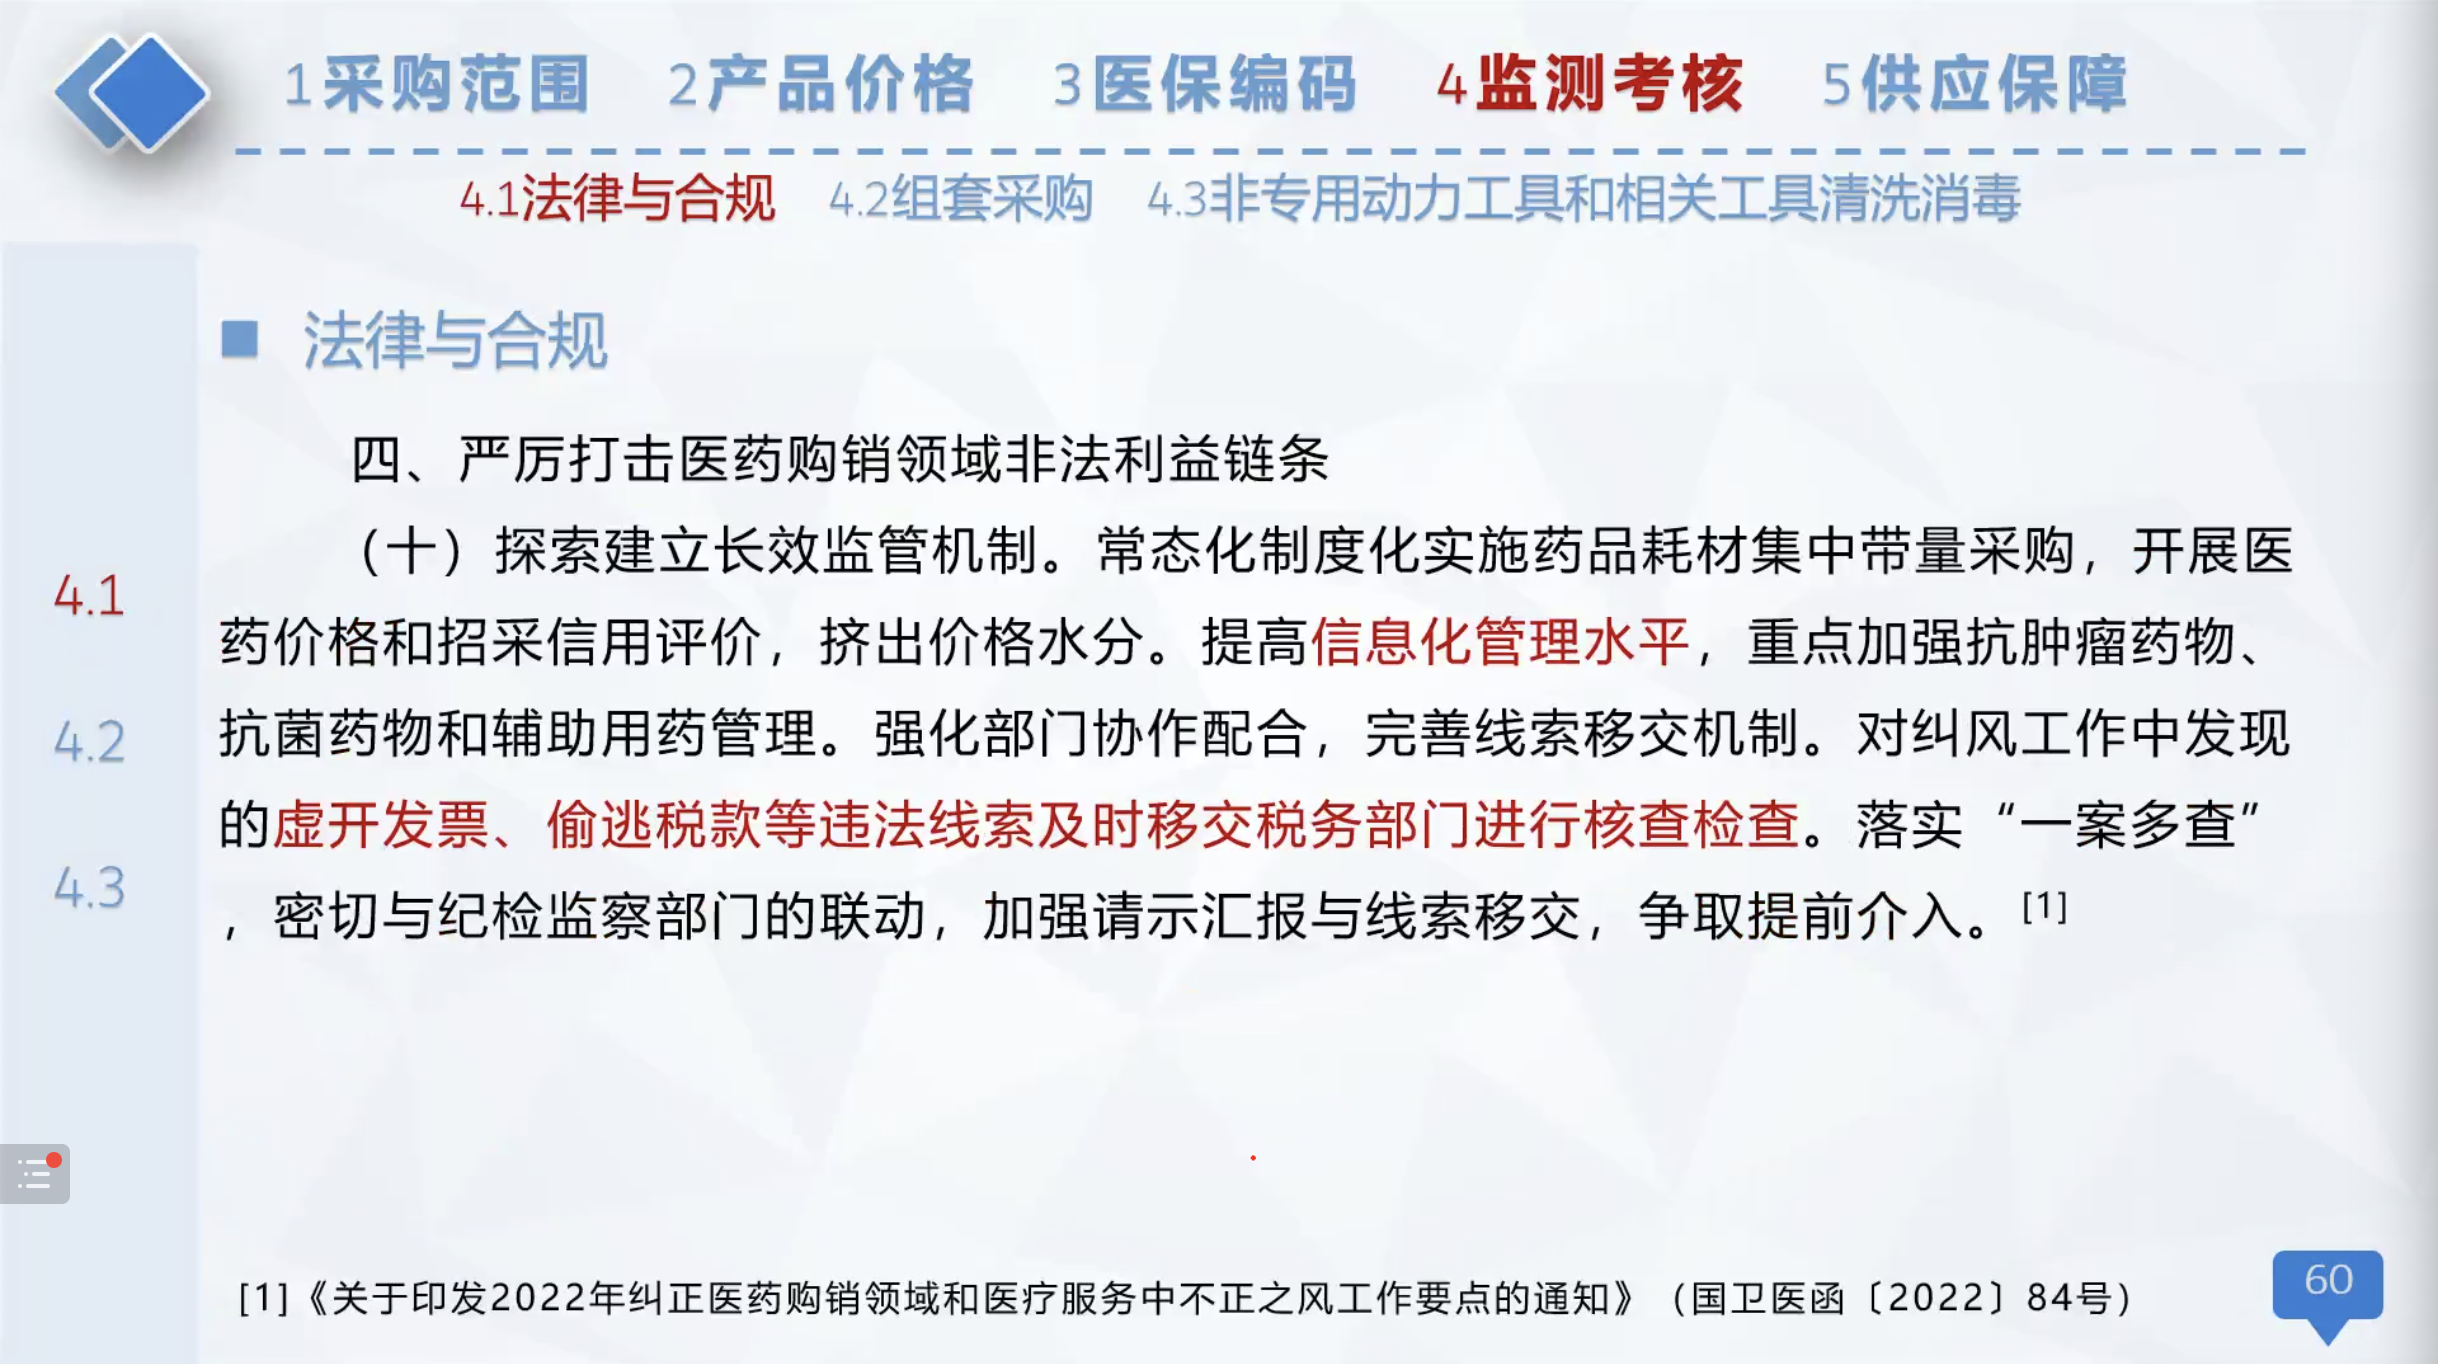 1采购范围 2产品价格 3医保编码 4监测考核 5供应保障
4.1法律与合规 4.2组套采购 4.3非专用动力工具和相关工具清洗消毒
法律与合规
四、严厉打击医药购销领域非法利益链条
（十）探索建立长效监管机制。常态化制度化实施药品耗材集中带量采购，开展医
药价格和招采信用评价，挤出价格水分。提高信息化管理水平，重点加强抗肿瘤药物、
抗菌药物和辅助用药管理。强化部门协作配合，完善线索移交机制。对纠风工作中发现
的虚开发票、偷逃税款等违法线索及时移交税务部门进行核查检查。落实“一案多查”
，密切与纪检监察部门的联动，加强请示汇报与线索移交，争取提前介入。[1]
4.1
4.2
4.3
[1]《关于印发2022年纠正医药购销领域和医疗服务中不正之风工作要点的通知》（国卫医函〔2022〕84号）
60